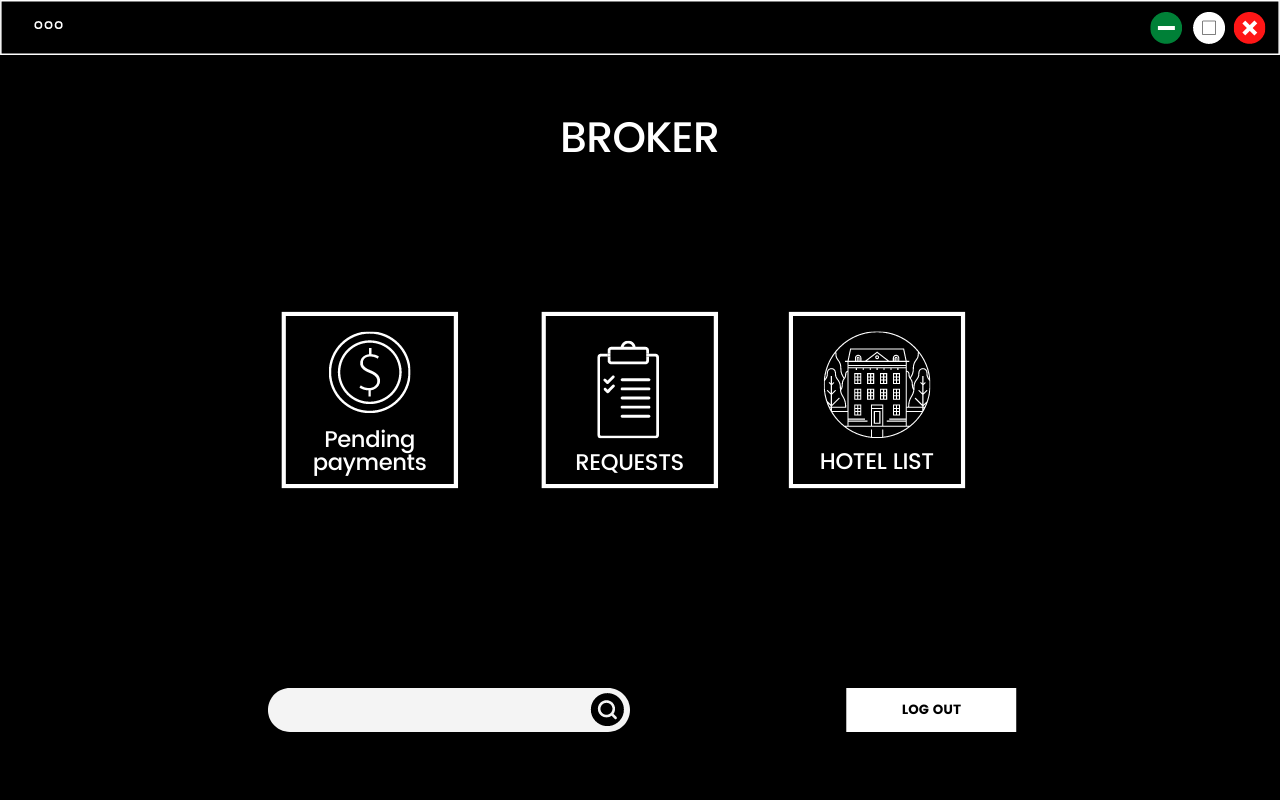 BROKER
Pending
payments
REQUESTS
HOTEL LIST
LOG OUT